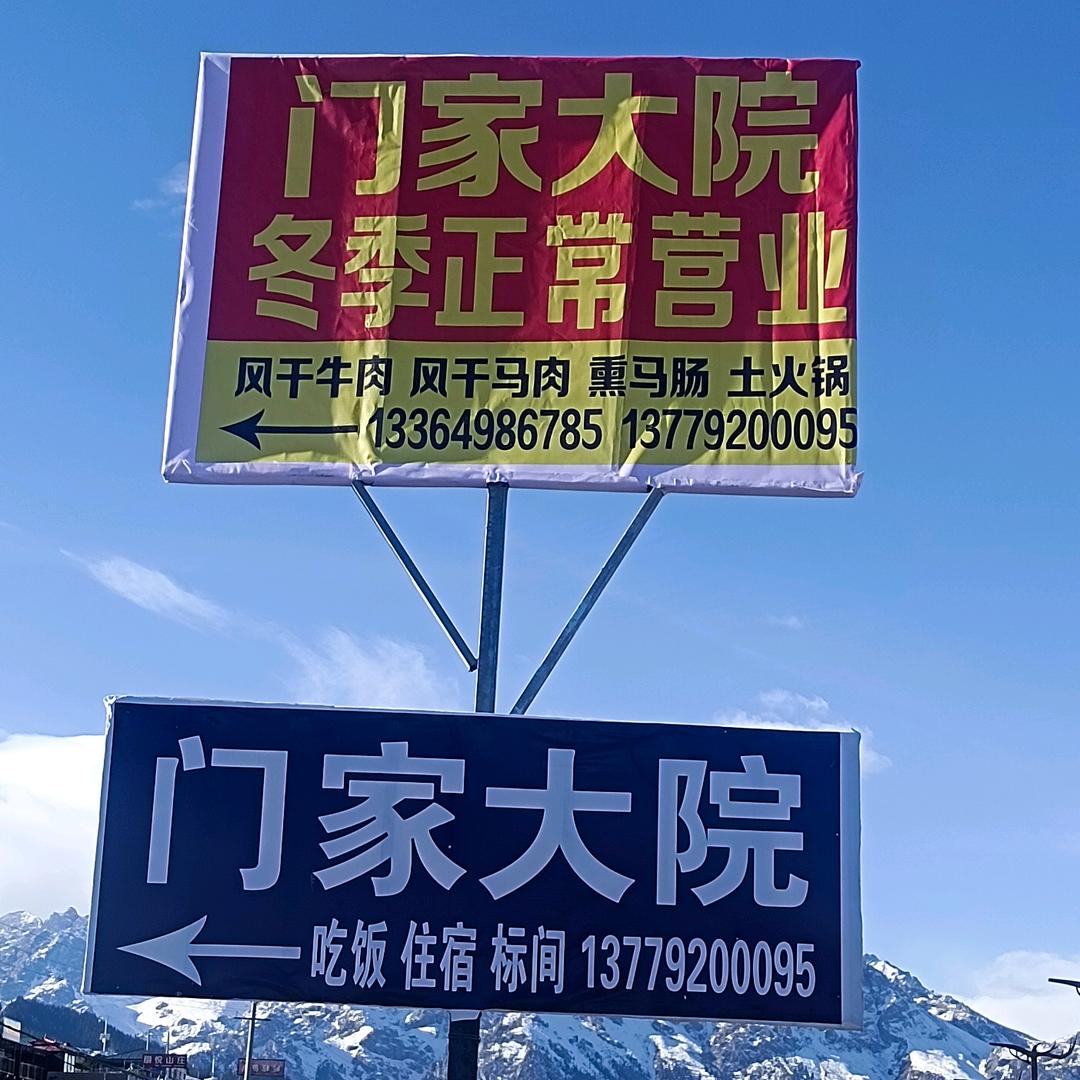 门家大院
冬季正常营业
风干牛肉 风干马肉 熏马肠 土火锅
13364986785 13779200095
门家大院
吃饭 住宿 标间 13779200095